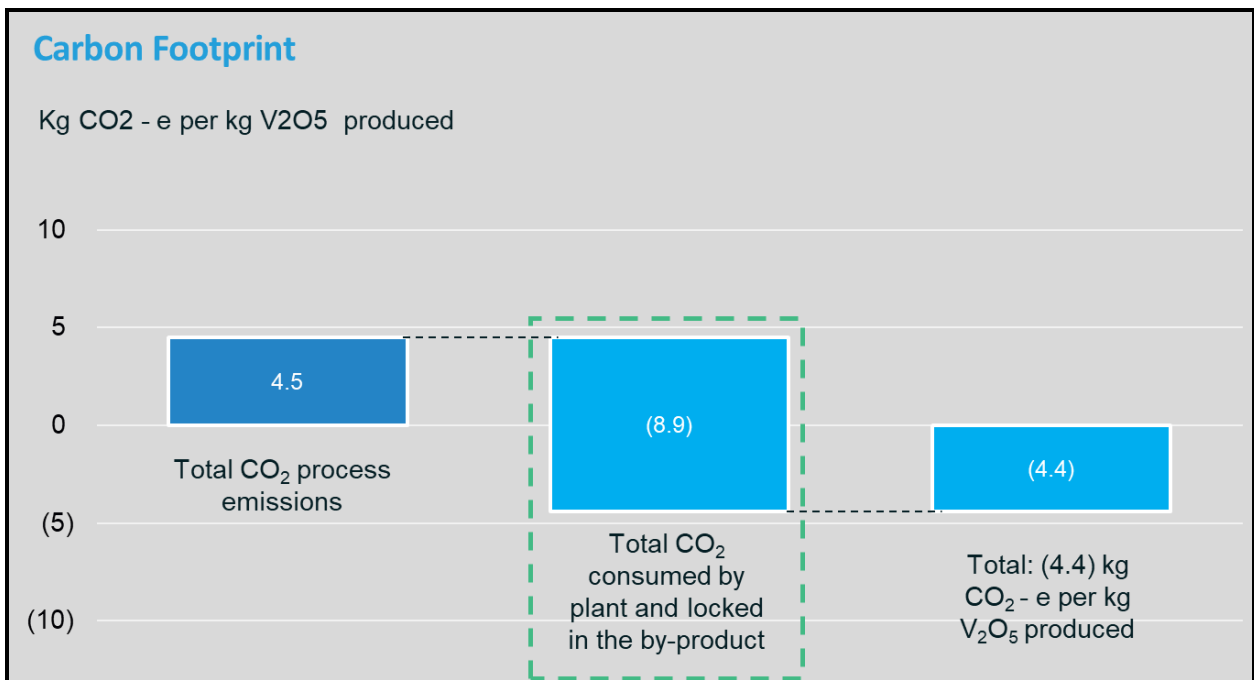 Carbon Footprint
Kg CO2 - e per kg V2O5 produced
10
5
0
(5)
(10)
4.5
(8.9)
(4.4)
Total CO₂ process
emissions
Total CO₂
consumed by
plant and locked
in the by-product
Total: (4.4) kg
CO₂ - e per kg
V₂O₅ produced